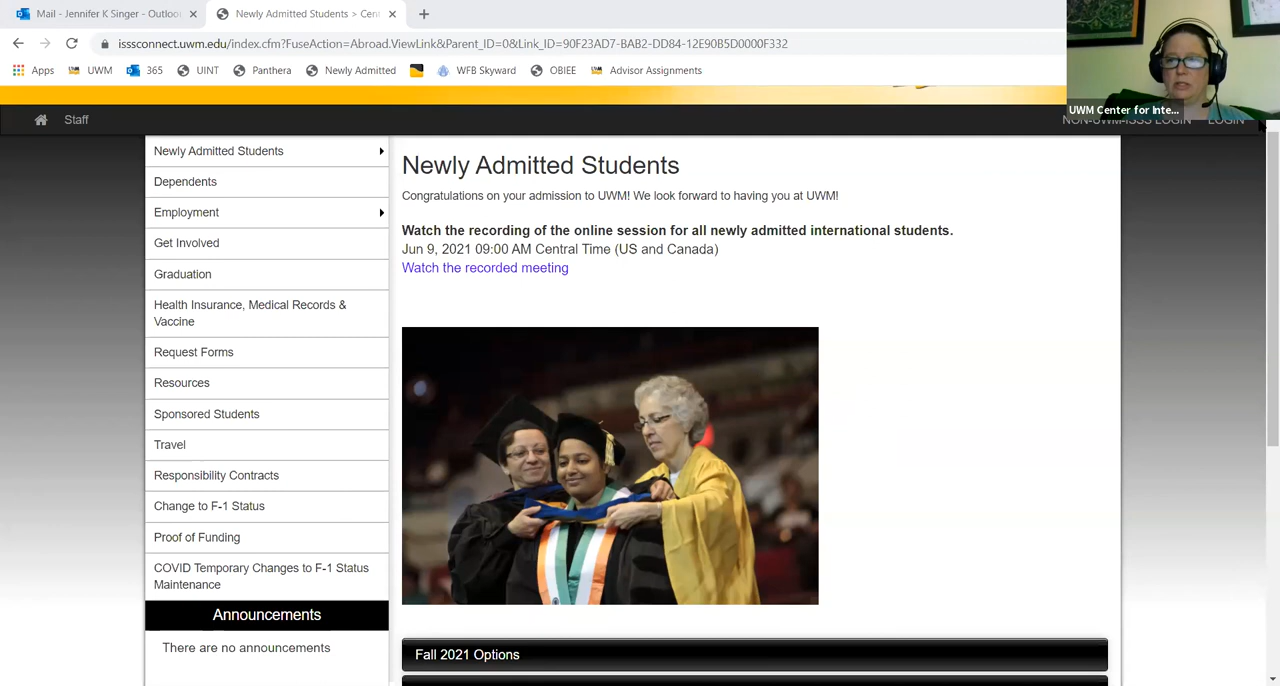 Mail - Jennifer K Singer - Outloo
Newly Admitted Students > Cent
isssconnect.uwm.edu/index.cfm?FuseAction=Abroad.ViewLink&Parent_ID=0&Link_ID=90F23AD7-BAB2-DD84-12E90B5D0000F332
Apps UWM 365 UINT Panthera Newly Admitted WFB Skyward OBIEE Advisor Assignments
UWM Center for Inte...
Staff
NON-UWM-ISSS LOGIN LOGIN
Newly Admitted Students
Dependents
Employment
Get Involved
Graduation
Health Insurance, Medical Records &
Vaccine
Request Forms
Resources
Sponsored Students
Travel
Responsibility Contracts
Change to F-1 Status
Proof of Funding
COVID Temporary Changes to F-1 Status
Maintenance
Announcements
There are no announcements
Newly Admitted Students
Congratulations on your admission to UWM! We look forward to having you at UWM!
Watch the recording of the online session for all newly admitted international students.
Jun 9, 2021 09:00 AM Central Time (US and Canada)
Watch the recorded meeting
Fall 2021 Options